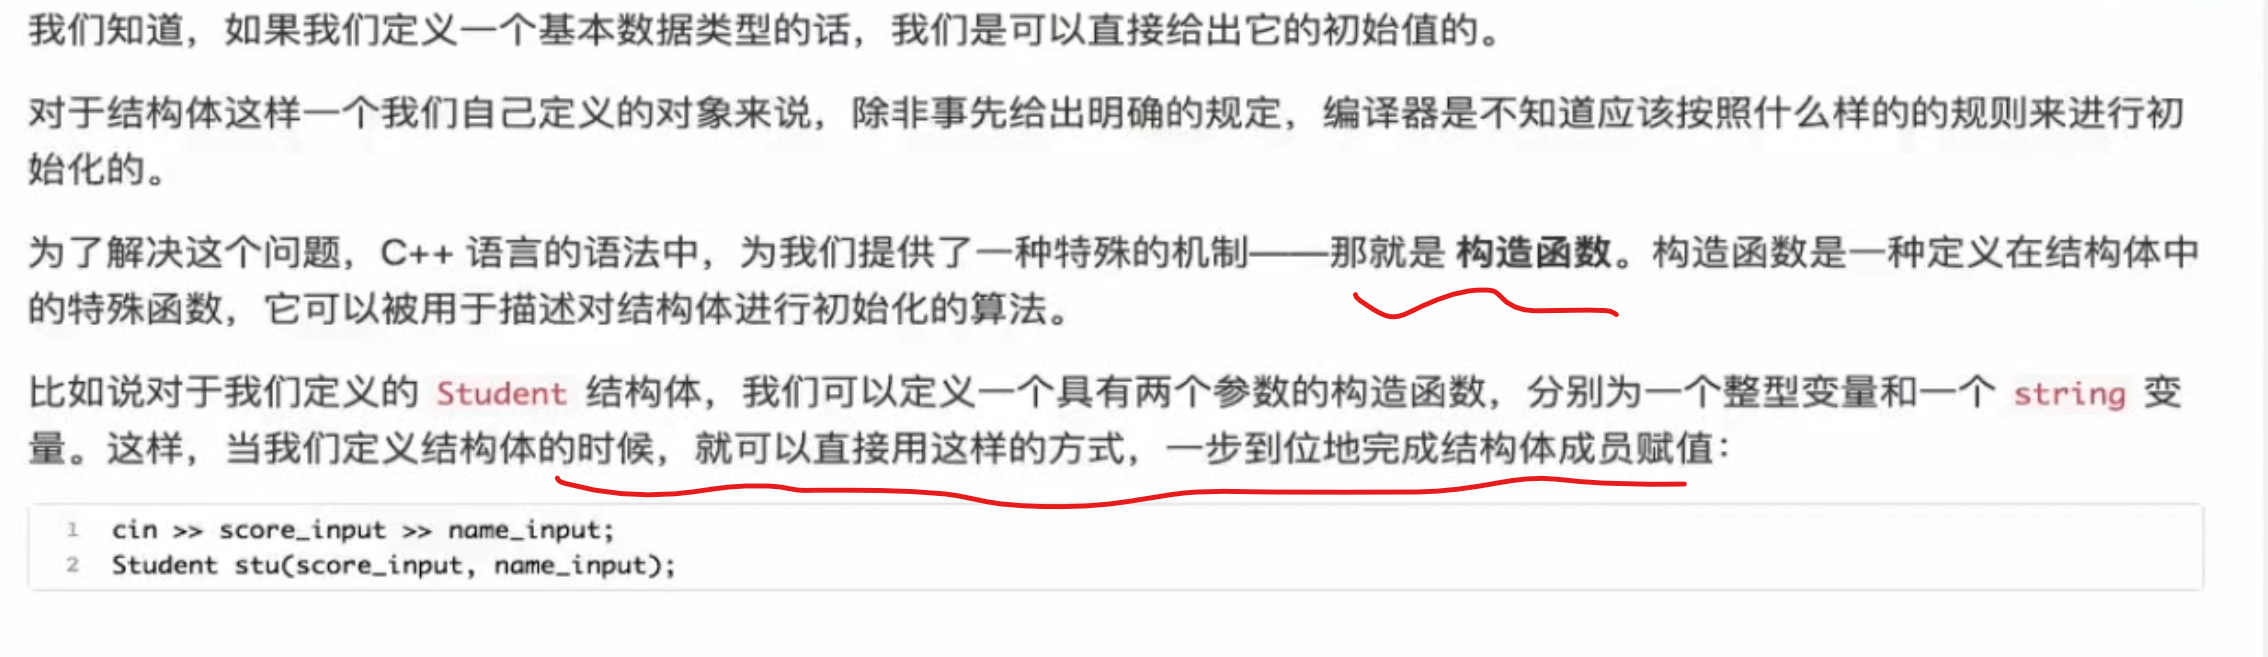 我们知道，如果我们定义一个基本数据类型的话，我们是可以直接给出它的初始值的。
对于结构体这样一个我们自己定义的对象来说，除非事先给出明确的规定，编译器是不知道应该按照什么样的的规则来进行初
始化的。
为了解决这个问题，C++ 语言的语法中，为我们提供了一种特殊的机制——那就是 构造函数。构造函数是一种定义在结构体中
的特殊函数，它可以被用于描述对结构体进行初始化的算法。
比如说对于我们定义的 Student 结构体，我们可以定义一个具有两个参数的构造函数，分别为一个整型变量和一个 string 变
量。这样，当我们定义结构体的时候，就可以直接用这样的方式，一步到位地完成结构体成员赋值：
1 cin >> score_input >> name_input;
2 Student stu(score_input, name_input);